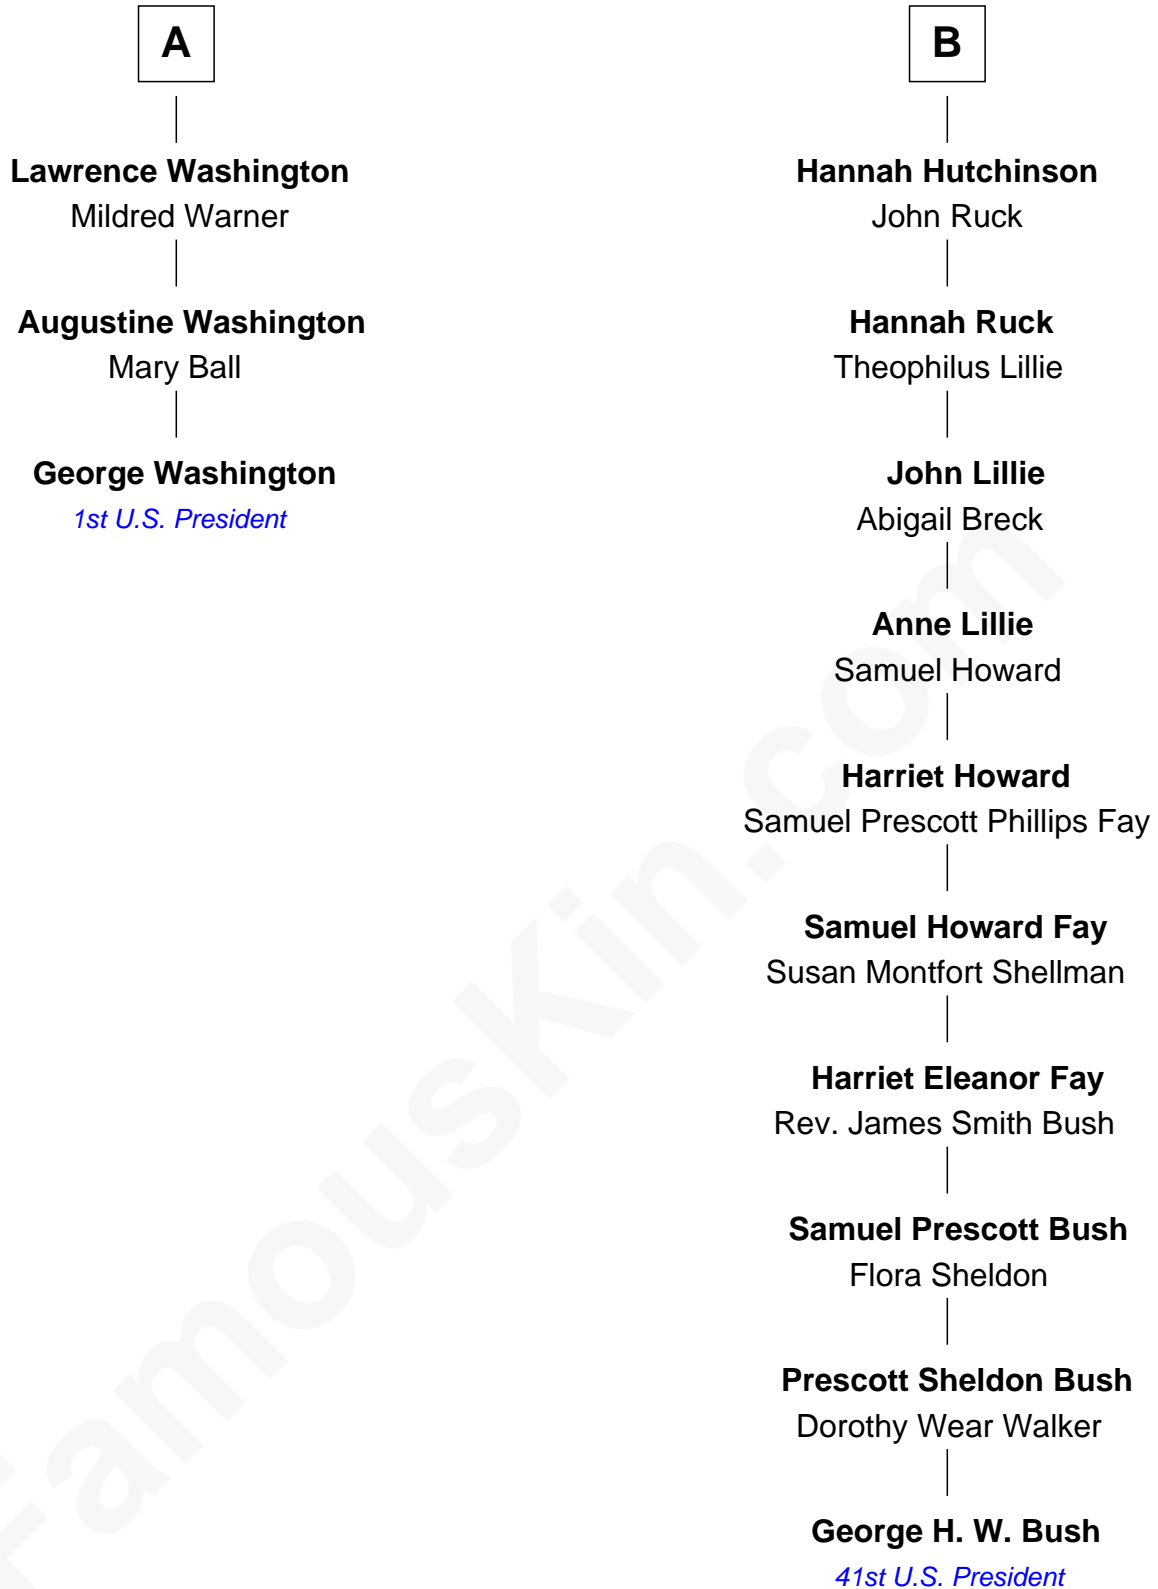 A
Lawrence Washington
Mildred Warner
Augustine Washington
Mary Ball
George Washington
1st U.S. President
B
Hannah Hutchinson
John Ruck
Hannah Ruck
Theophilus Lillie
John Lillie
Abigail Breck
Anne Lillie
Samuel Howard
Harriet Howard
Samuel Prescott Phillips Fay
Samuel Howard Fay
Susan Montfort Shellman
Harriet Eleanor Fay
Rev. James Smith Bush
Samuel Prescott Bush
Flora Sheldon
Prescott Sheldon Bush
Dorothy Wear Walker
George H. W. Bush
41st U.S. President
FamousKin.com